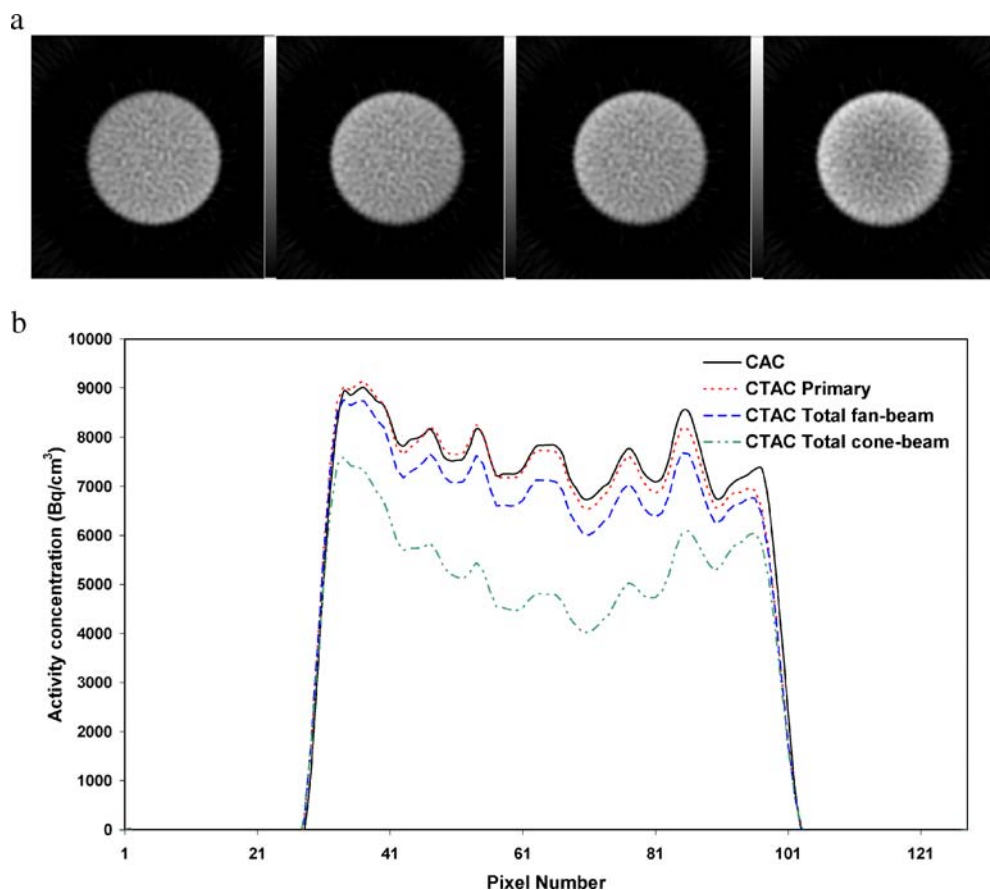 a
b
10000
9000
8000
7000
6000
5000
4000
3000
2000
1000
0
Activity concentration (Bq/cm³)
CAC
CTAC Primary
CTAC Total fan-beam
CTAC Total cone-beam
1 21 41 61 81 101 121
Pixel Number